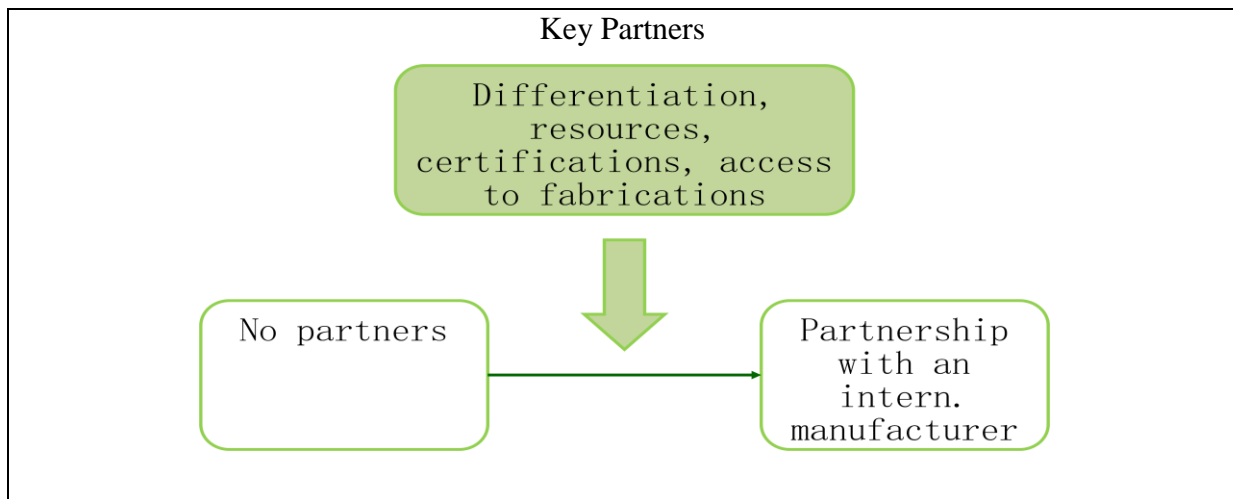 Key Partners
Differentiation,
resources,
certifications, access
to fabrications
No partners
Partnership
with an
intern.
manufacturer